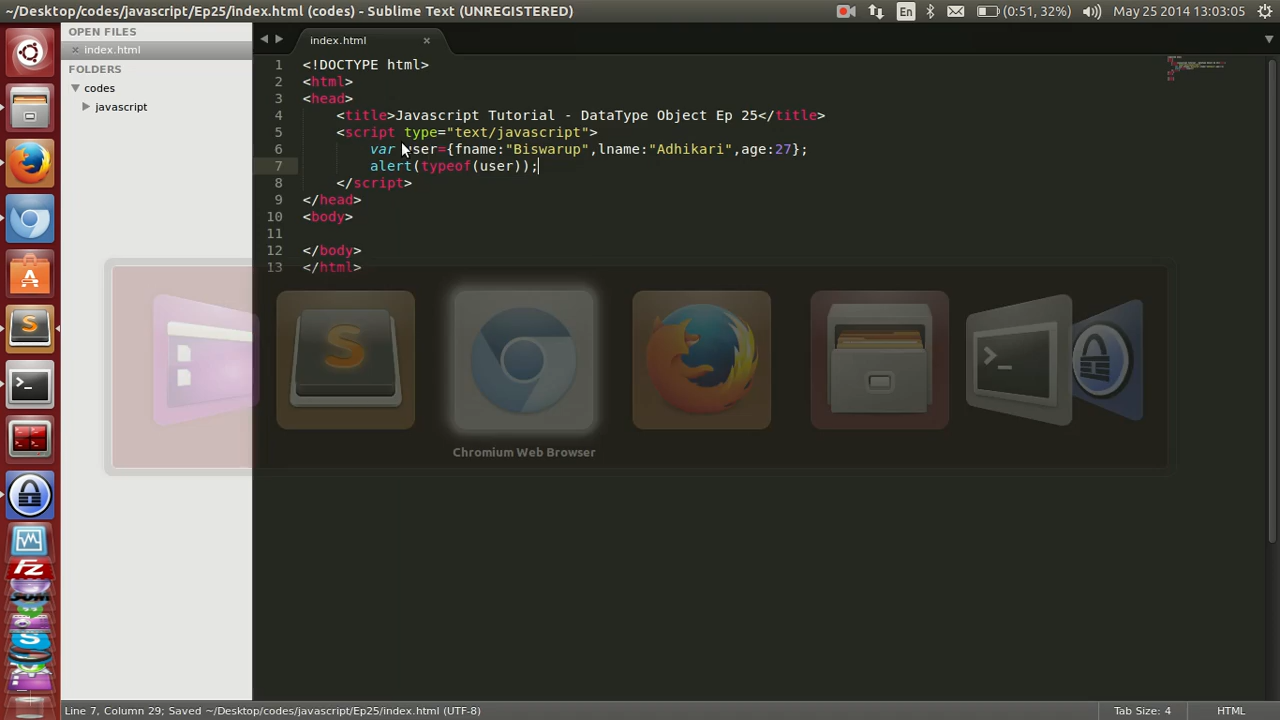 ~/Desktop/codes/javascript/Ep25/index.html (codes) - Sublime Text (UNREGISTERED)
En
(0:51, 32%)
May 25 2014 13:03:05
OPEN FILES
× index.html
FOLDERS
codes
javascript
index.html ×
1 <!DOCTYPE html>
2 <html>
3 <head>
4 <title>Javascript Tutorial - DataType Object Ep 25</title>
5 <script type="text/javascript">
6 var user={fname:"Biswarup",lname:"Adhikari",age:27};
7 alert(typeof(user));
8 </script>
9 </head>
10 <body>
11
12 </body>
13 </html>
S
Chromium Web Browser
Fz
Line 7, Column 29; Saved ~/Desktop/codes/javascript/Ep25/index.html (UTF-8)
Tab Size: 4
HTML